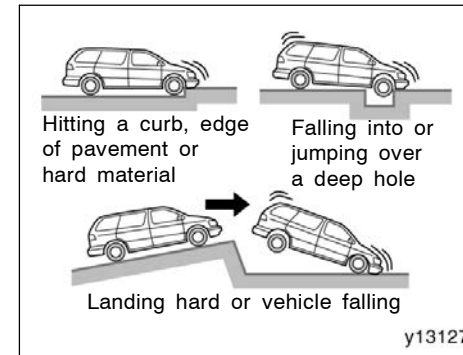 Hitting a curb, edge
of pavement or
hard material
Falling into or
jumping over
a deep hole
Landing hard or vehicle falling
y13127